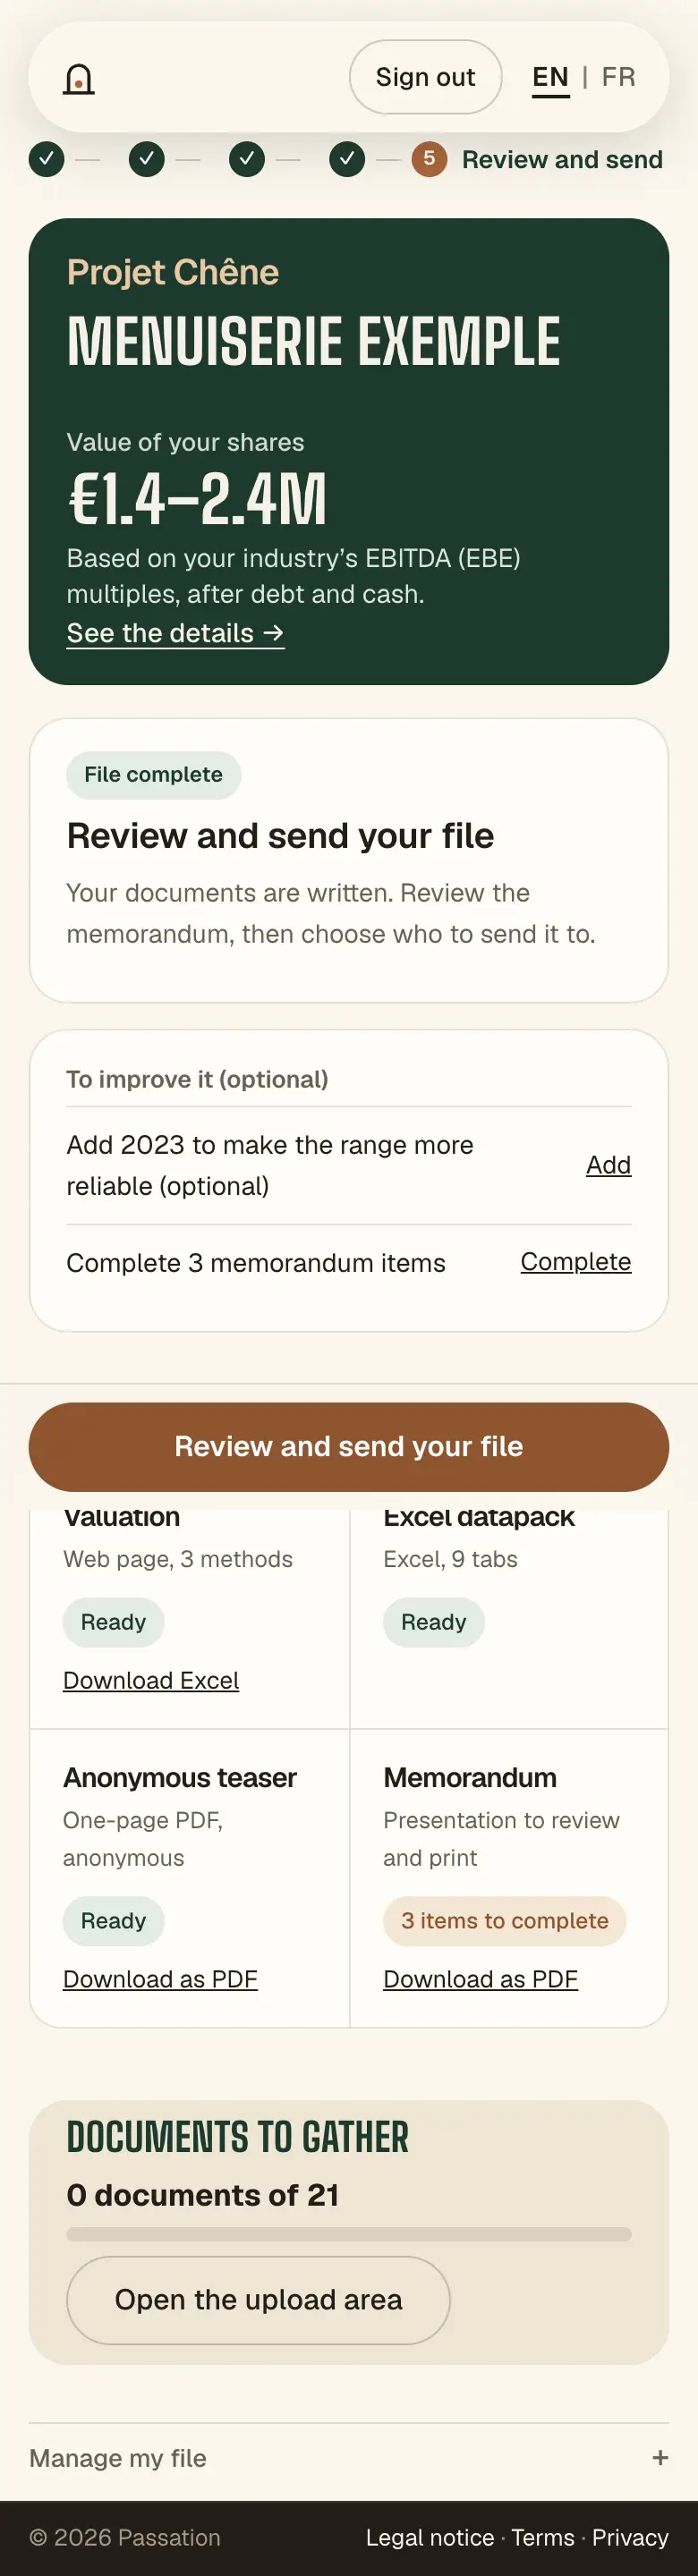 Sign out
EN | FR
5 Review and send
Projet Chêne
MENUISERIE EXEMPLE
Value of your shares
€1.4–2.4M
Based on your industry’s EBITDA (EBE)
multiples, after debt and cash.
See the details →
File complete
Review and send your file
Your documents are written. Review the
memorandum, then choose who to send it to.
To improve it (optional)
Add 2023 to make the range more
reliable (optional)
Add
Complete 3 memorandum items
Complete
Review and send your file
Valuation
Web page, 3 methods
Ready
Download Excel
Excel datapack
Excel, 9 tabs
Ready
Anonymous teaser
One-page PDF,
anonymous
Ready
Download as PDF
Memorandum
Presentation to review
and print
3 items to complete
Download as PDF
DOCUMENTS TO GATHER
0 documents of 21
Open the upload area
Manage my file +
© 2026 Passation
Legal notice · Terms · Privacy